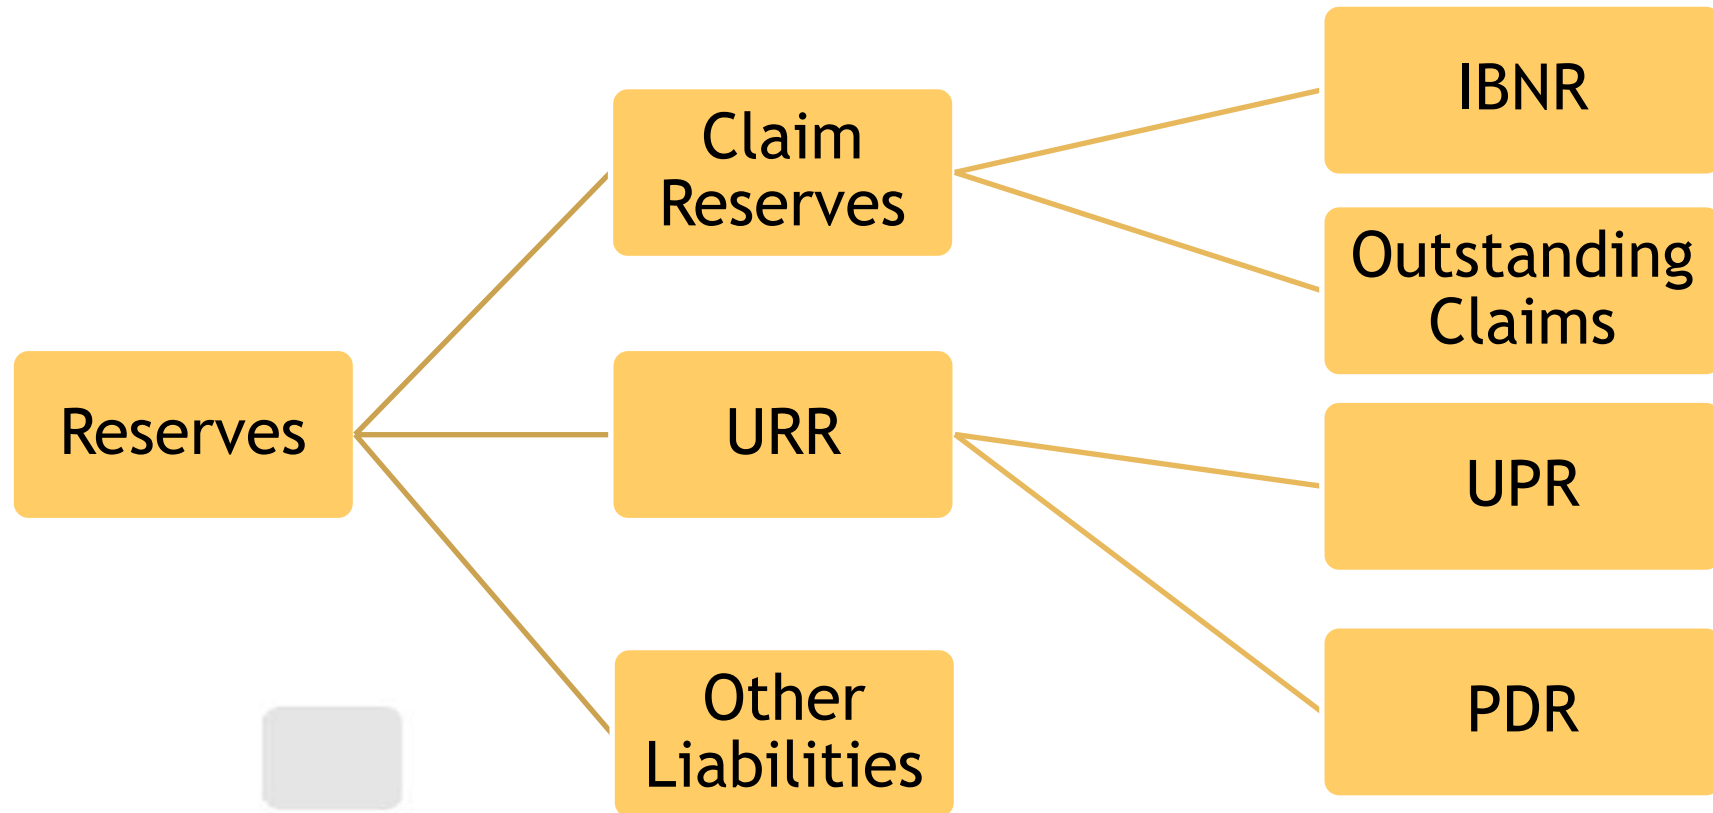 Reserves
Claim
Reserves
URR
Other
Liabilities
IBNR
Outstanding
Claims
UPR
PDR